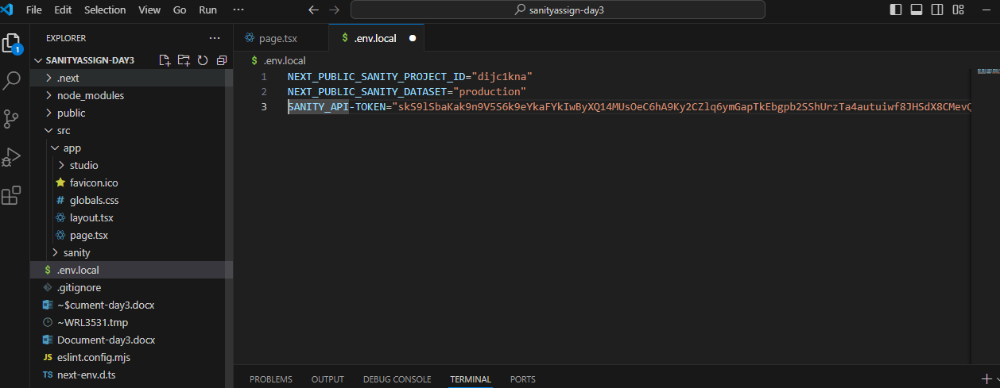 File Edit Selection View Go Run ··· sanityassign-day3
EXPLORER ···
page.tsx
$ .env.local
SANITYASSIGN-DAY3
$ .env.local
.next
node_modules
public
src
app
studio
favicon.ico
# globals.css
layout.tsx
page.tsx
sanity
$ .env.local
.gitignore
~$cument-day3.docx
~WRL3531.tmp
Document-day3.docx
JS eslint.config.mjs
TS next-env.d.ts
1
1 NEXT_PUBLIC_SANITY_PROJECT_ID="dijc1kna"
2 NEXT_PUBLIC_SANITY_DATASET="production"
3 SANITY_API-TOKEN="
PROBLEMS OUTPUT DEBUG CONSOLE TERMINAL PORTS